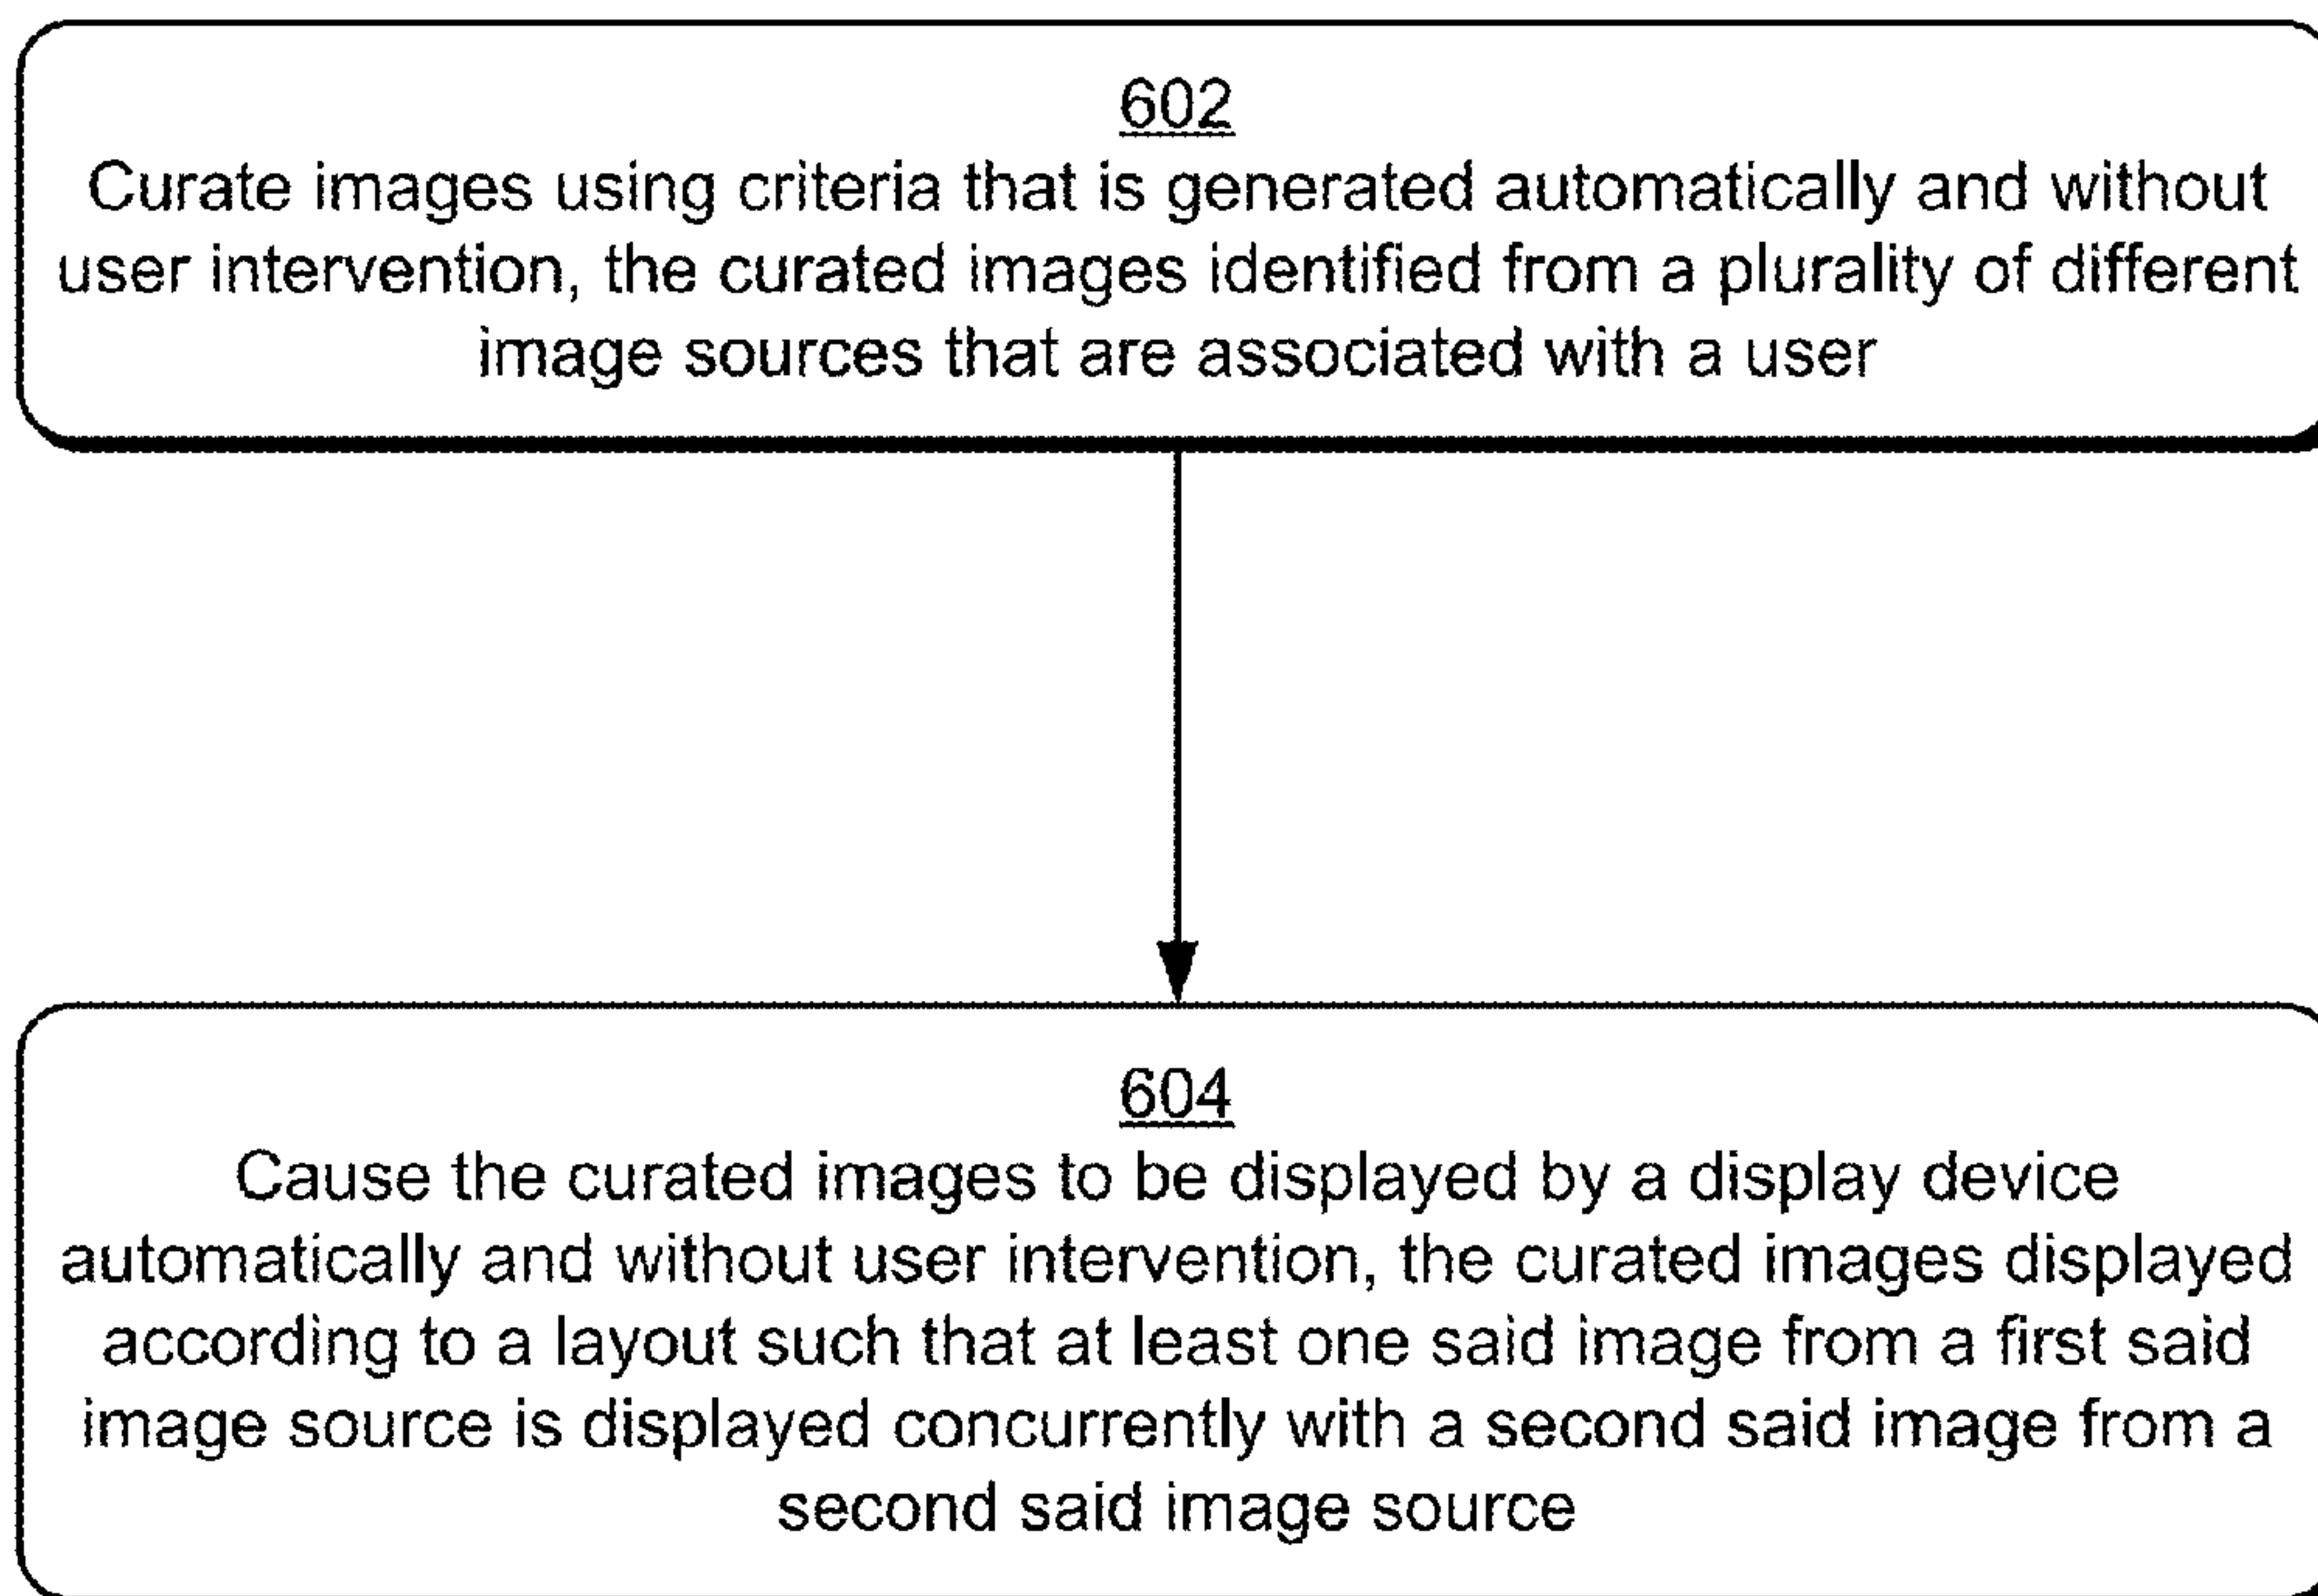 602
Curate images using criteria that is generated automatically and without
user intervention, the curated images identified from a plurality of different
image sources that are associated with a user
604
Cause the curated images to be displayed by a display device
automatically and without user intervention, the curated images displayed
according to a layout such that at least one said image from a first said
image source is displayed concurrently with a second said image from a
second said image source